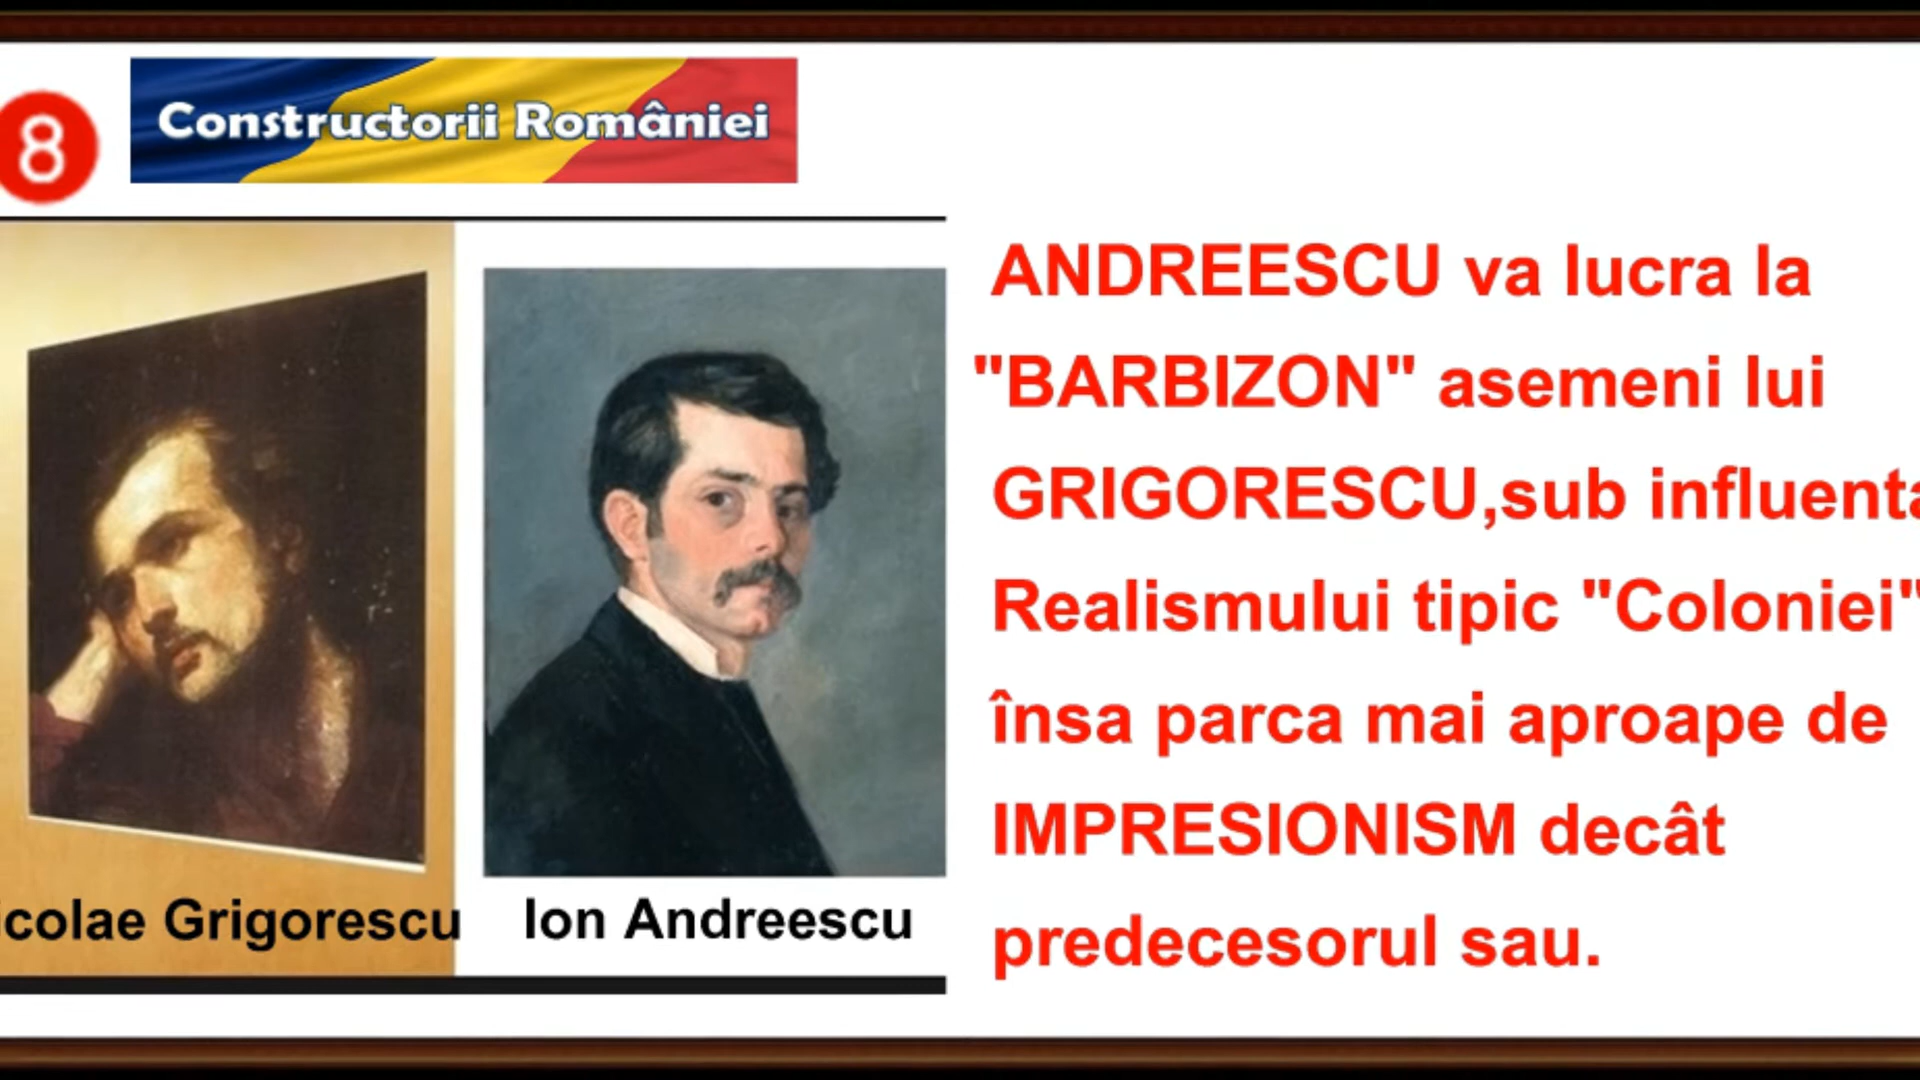 8
Constructorii României
ANDREESCU va lucra la
"BARBIZON" asemeni lui
GRIGORESCU,sub influenta
Realismului tipic "Coloniei"
însa parca mai aproape de
IMPRESIONISM decât
predecesorul sau.
icolae Grigorescu
Ion Andreescu